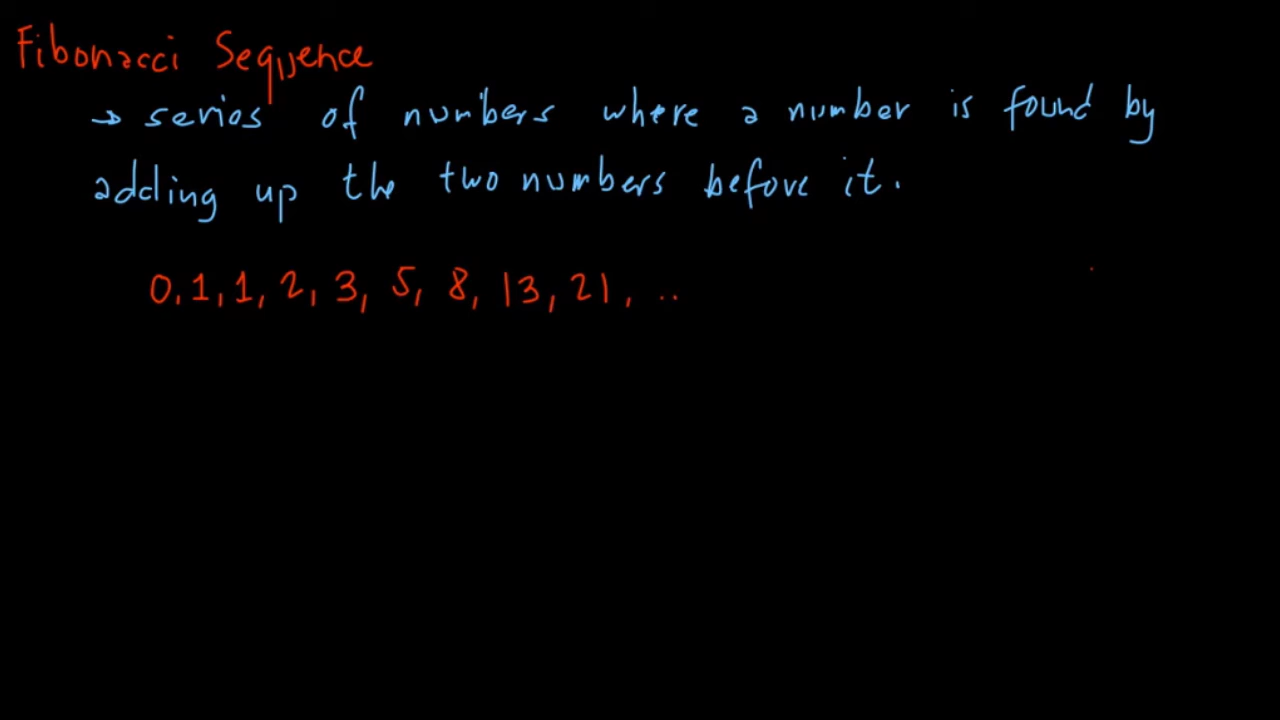 Fibonacci Sequence
→ series of numbers where a number is found by
adding up the two numbers before it.
0, 1, 1, 2, 3, 5, 8, 13, 21, ..